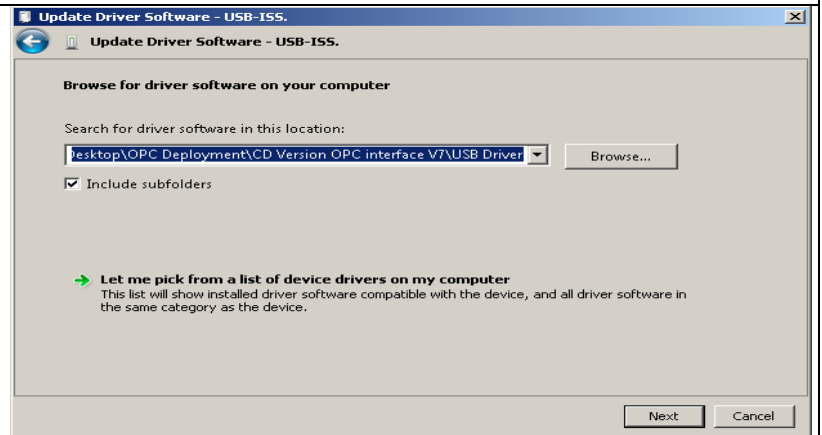 Update Driver Software - USB-ISS.
Update Driver Software - USB-ISS.
Browse for driver software on your computer
Search for driver software in this location:
Desktop\OPC Deployment\CD Version OPC interface V7\USB Driver
Browse...
Include subfolders
Let me pick from a list of device drivers on my computer
This list will show installed driver software compatible with the device, and all driver software in
the same category as the device.
Next
Cancel